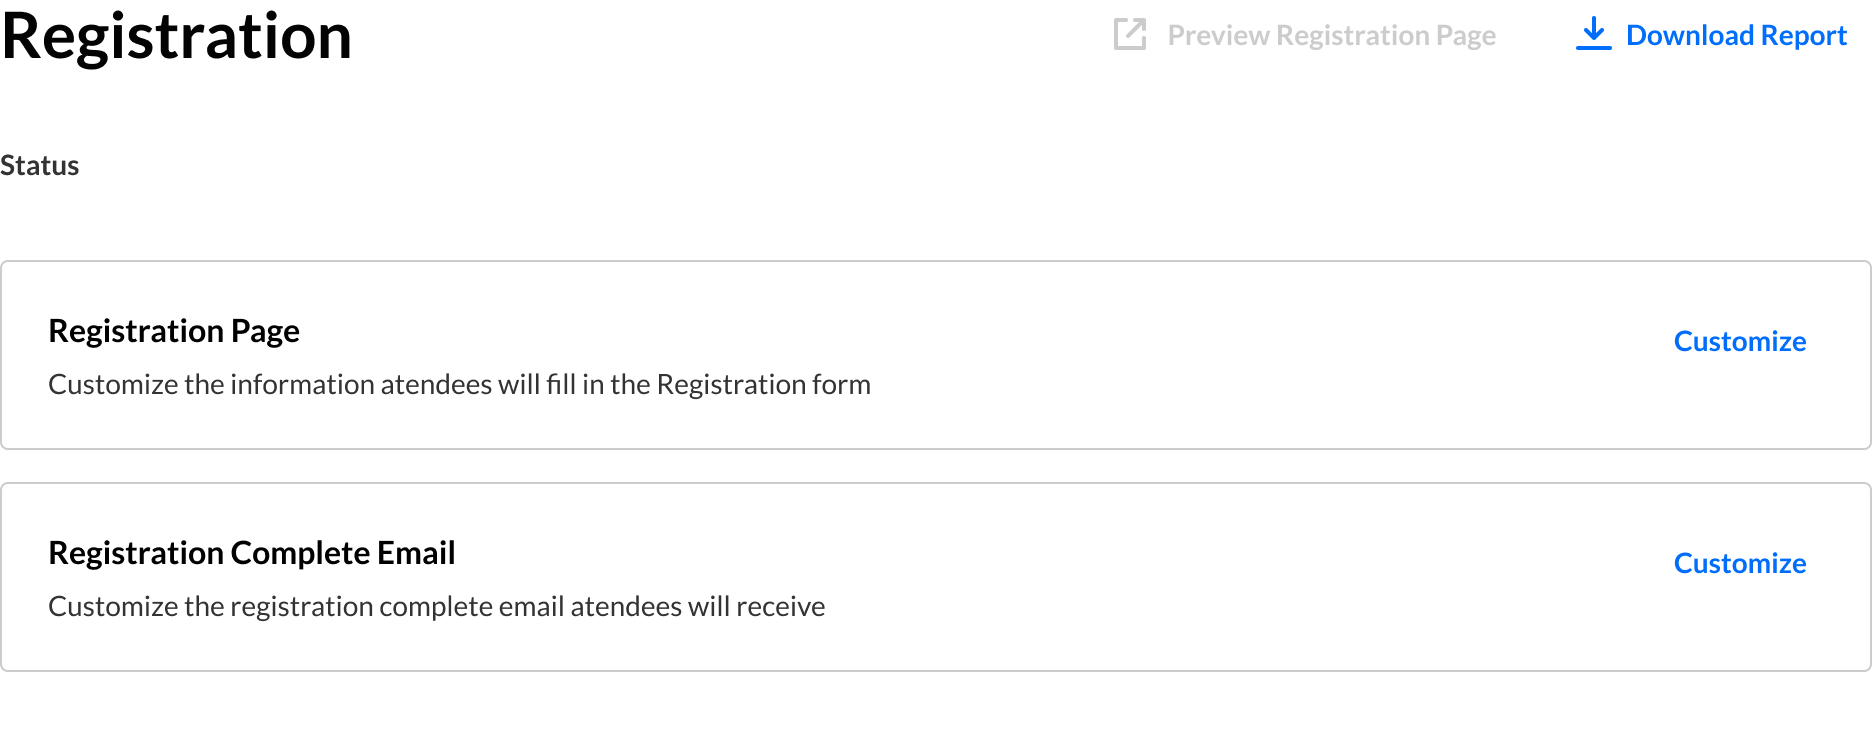 Registration
Preview Registration Page
Download Report
Status
Registration Page
Customize
Customize the information atendees will fill in the Registration form
Registration Complete Email
Customize
Customize the registration complete email atendees will receive